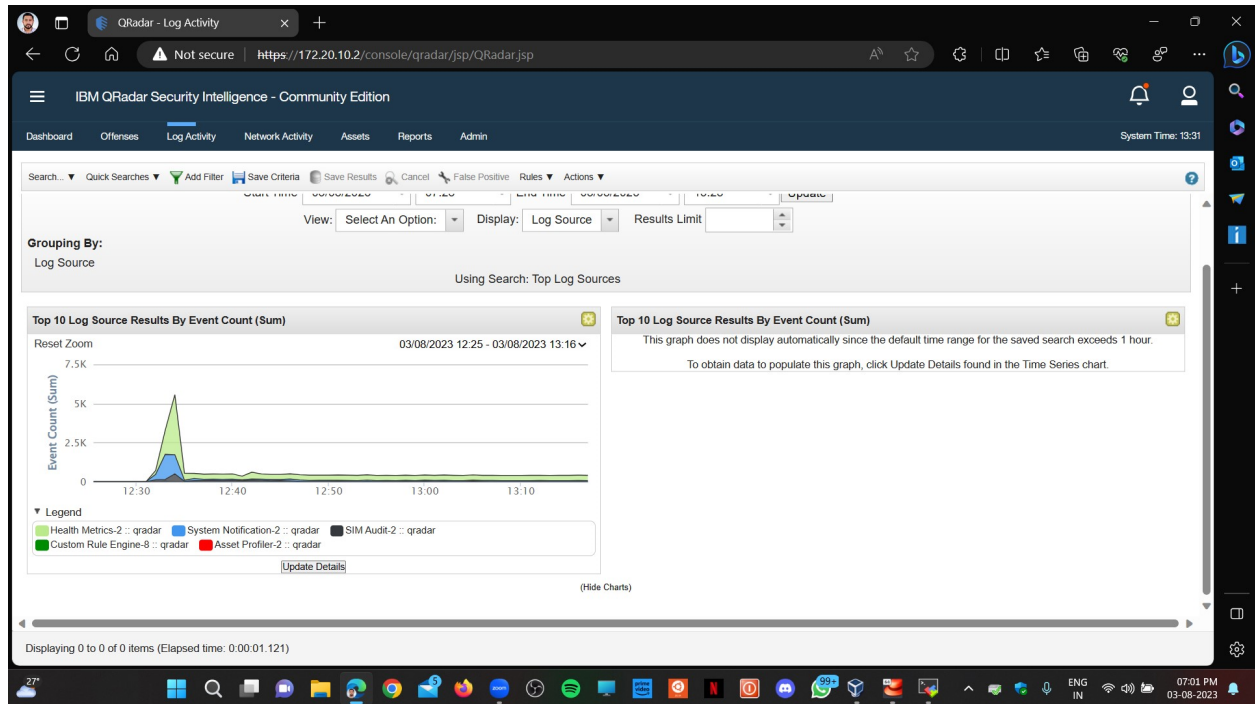 QRadar - Log Activity
Not secure https://172.20.10.2/console/qradar/jsp/QRadar.jsp
IBM QRadar Security Intelligence - Community Edition
Dashboard Offenses Log Activity Network Activity Assets Reports Admin System Time: 13:31
Search... Quick Searches Add Filter Save Criteria Save Results Cancel False Positive Rules Actions
View: Select An Option: Display: Log Source Results Limit
Grouping By:
Log Source
Using Search: Top Log Sources
Top 10 Log Source Results By Event Count (Sum)
Reset Zoom 03/08/2023 12:25 - 03/08/2023 13:16
7.5K
5K
2.5K
0
Event Count (Sum)
12:30 12:40 12:50 13:00 13:10
Legend
Health Metrics-2 :: qradar System Notification-2 :: qradar SIM Audit-2 :: qradar
Custom Rule Engine-8 :: qradar Asset Profiler-2 :: qradar
Update Details
Top 10 Log Source Results By Event Count (Sum)
This graph does not display automatically since the default time range for the saved search exceeds 1 hour.
To obtain data to populate this graph, click Update Details found in the Time Series chart.
(Hide Charts)
Displaying 0 to 0 of 0 items (Elapsed time: 0:00:01.121)
27°
5
zoom
prime video
99+
ENG
IN
07:01 PM
03-08-2023